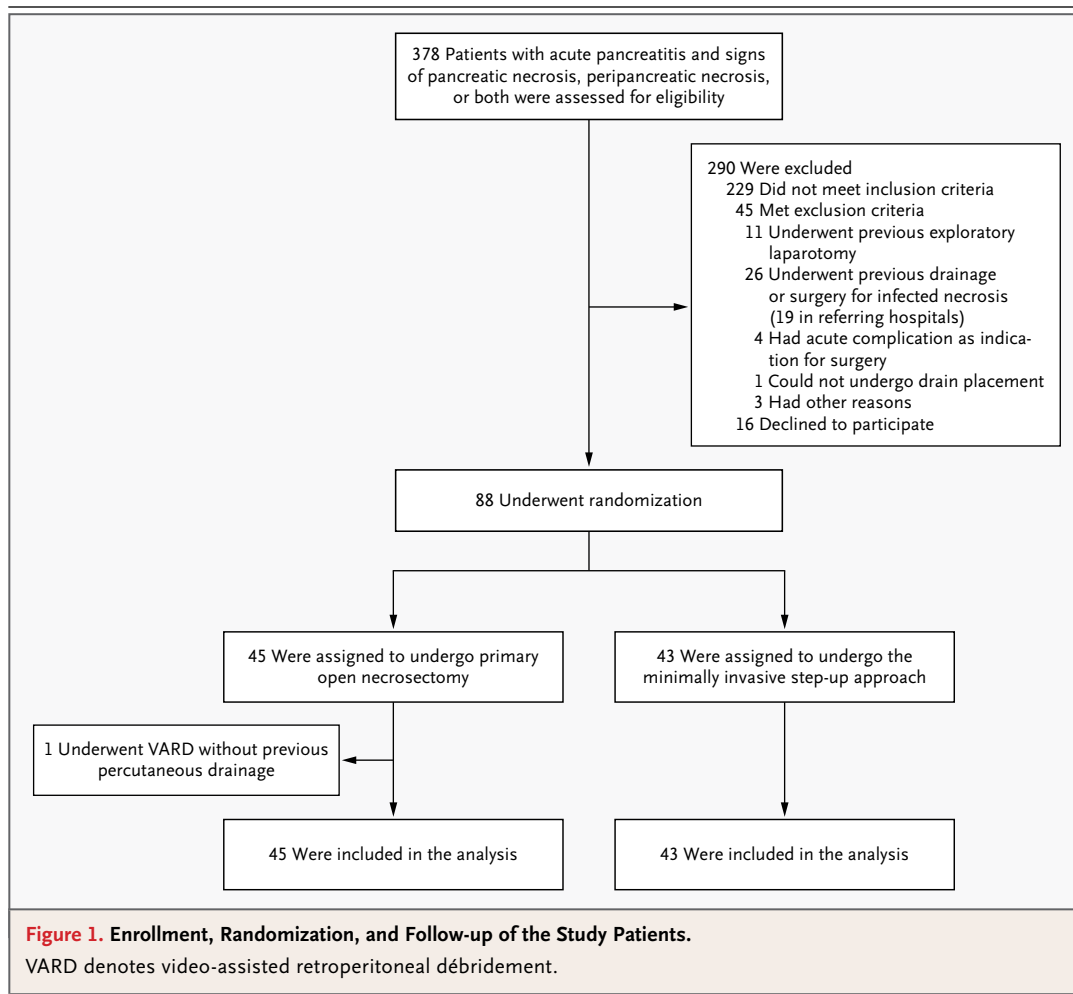 378 Patients with acute pancreatitis and signs
of pancreatic necrosis, peripancreatic necrosis,
or both were assessed for eligibility
290 Were excluded
229 Did not meet inclusion criteria
45 Met exclusion criteria
11 Underwent previous exploratory
laparotomy
26 Underwent previous drainage
or surgery for infected necrosis
(19 in referring hospitals)
4 Had acute complication as indica-
tion for surgery
1 Could not undergo drain placement
3 Had other reasons
16 Declined to participate
88 Underwent randomization
45 Were assigned to undergo primary
open necrosectomy
43 Were assigned to undergo the
minimally invasive step-up approach
1 Underwent VARD without previous
percutaneous drainage
45 Were included in the analysis
43 Were included in the analysis
Figure 1. Enrollment, Randomization, and Follow-up of the Study Patients.
VARD denotes video-assisted retroperitoneal débridement.